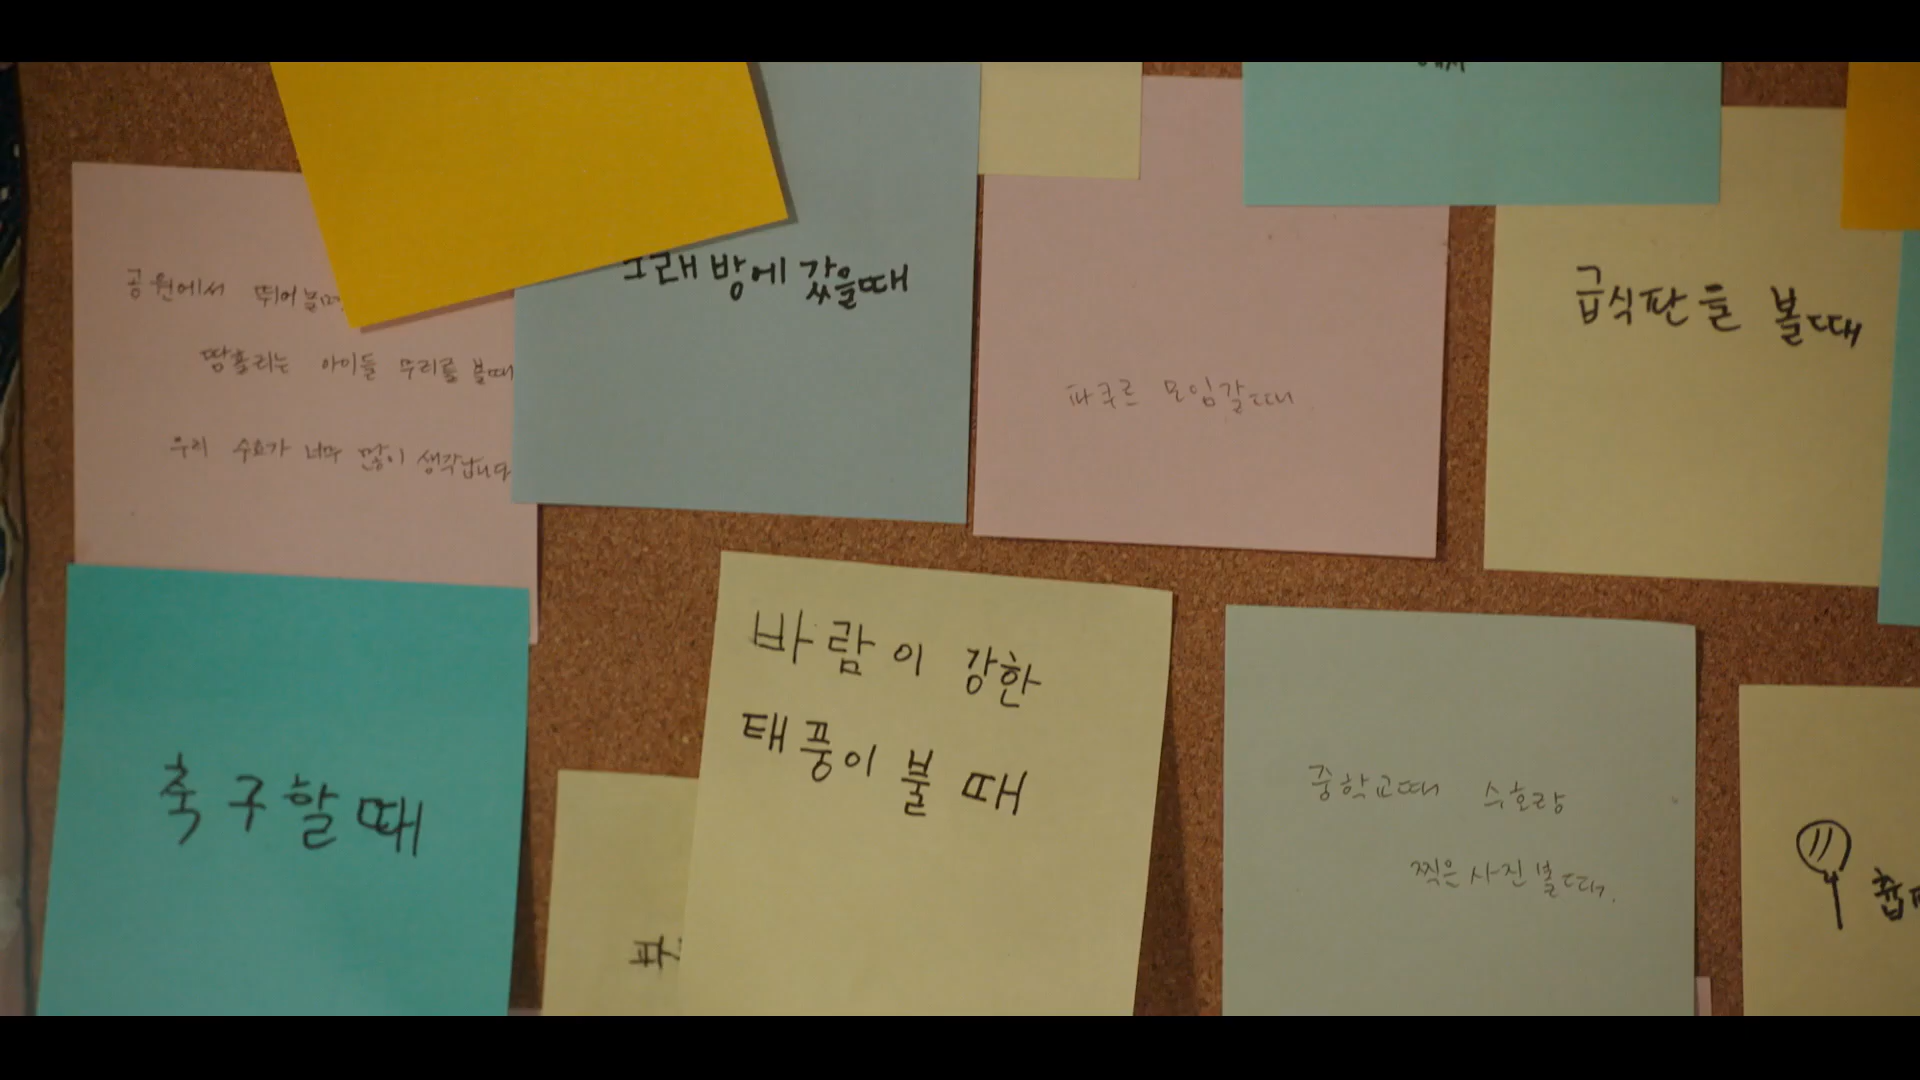 공원에서 뛰어놀며
땀흘리는 아이들 무리를 볼때
우리 수호가 너무 많이 생각납니다
노래방에 갔을때
에서
파쿠르 모임갈때
급식판을 볼때
축구할때
바람이 강한
태풍이 불 때
중학교때 수호랑
찍은 사진볼때.